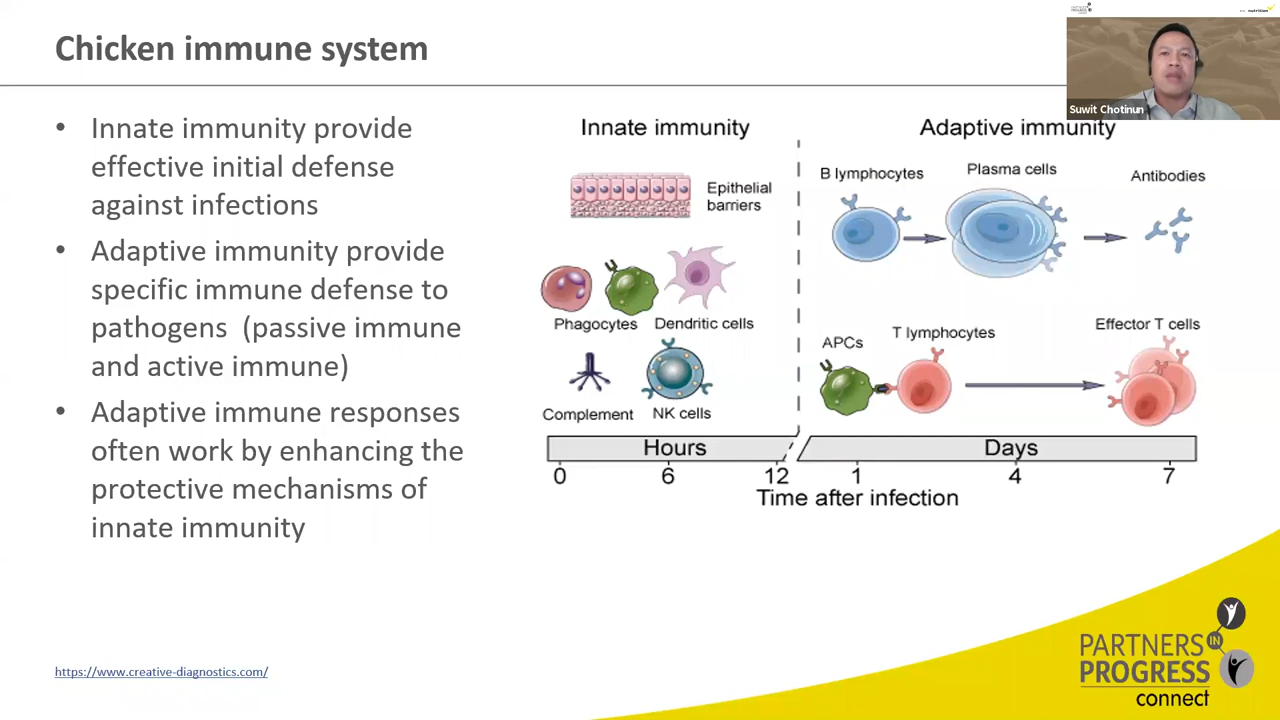 Chicken immune system
Suwit Chotinun
• Innate immunity provide
effective initial defense
against infections
• Adaptive immunity provide
specific immune defense to
pathogens (passive immune
and active immune)
• Adaptive immune responses
often work by enhancing the
protective mechanisms of
innate immunity
Innate immunity
Epithelial
barriers
Phagocytes
Dendritic cells
Complement
NK cells
Adaptive immunity
B lymphocytes
Plasma cells
Antibodies
APCs
T lymphocytes
Effector T cells
Hours
Days
0 6 12 1 4 7
Time after infection
https://www.creative-diagnostics.com/
PARTNERS IN
PROGRESS
connect